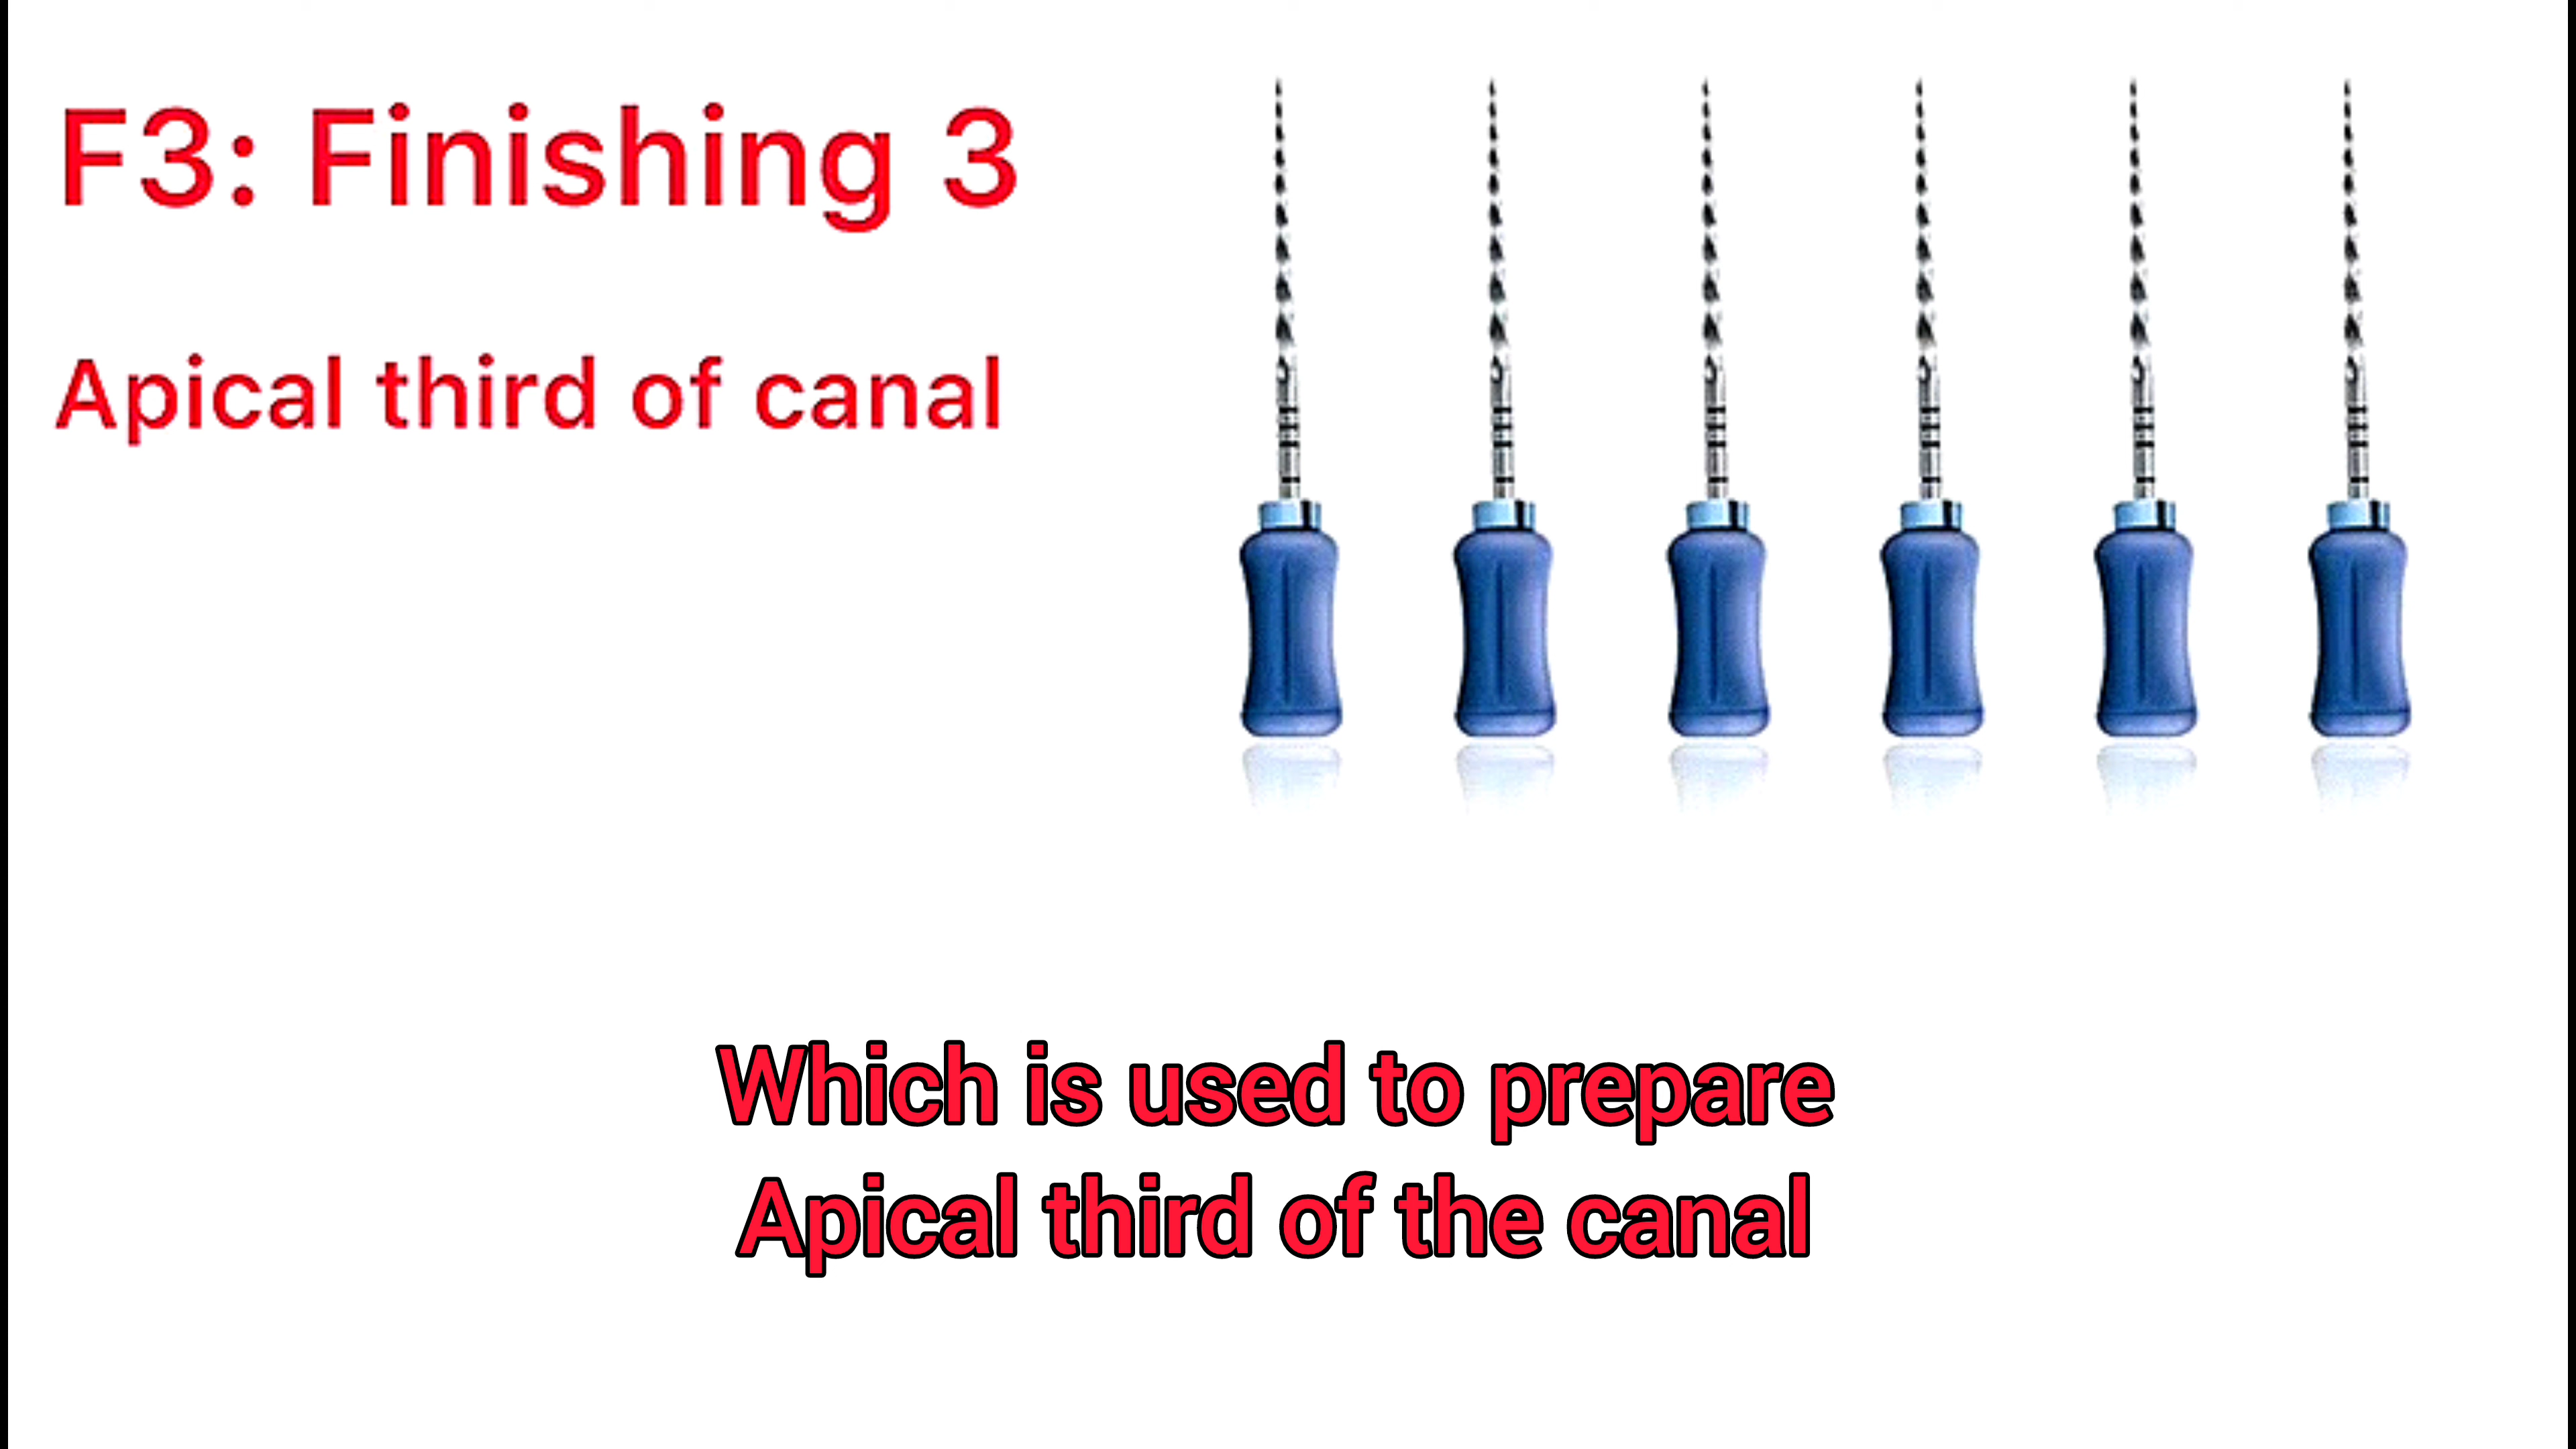 F3: Finishing 3
Apical third of canal
Which is used to prepare
Apical third of the canal